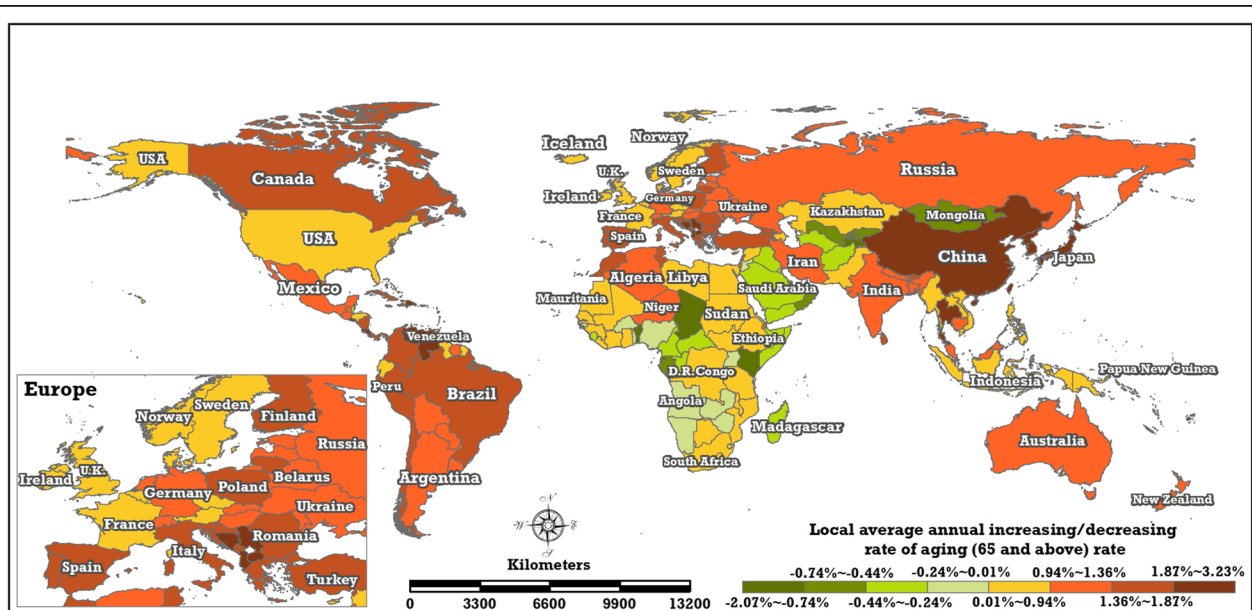 Iceland
Norway
USA
U.K.
Sweden
Russia
Canada
Ireland
Germany
Ukraine
France
Kazakhstan
Mongolia
USA
Spain
China
Japan
Iran
Algeria
Libya
Mexico
Saudi Arabia
India
Mauritania
Niger
Sudan
Venezuela
Ethiopia
D.R.Congo
Papua New Guinea
Peru
Indonesia
Brazil
Angola
Madagascar
Australia
South Africa
Argentina
New Zealand
Europe
Sweden
Norway
Finland
Russia
U.K.
Ireland
Belarus
Germany
Poland
Ukraine
France
Romania
Italy
Spain
Turkey
N
W
E
S
Kilometers
0 3300 6600 9900 13200
Local average annual increasing/decreasing
rate of aging (65 and above) rate
-0.74%~-0.44% -0.24%~0.01% 0.94%~1.36% 1.87%~3.23%
-2.07%~-0.74% -0.44%~-0.24% 0.01%~0.94% 1.36%~1.87%